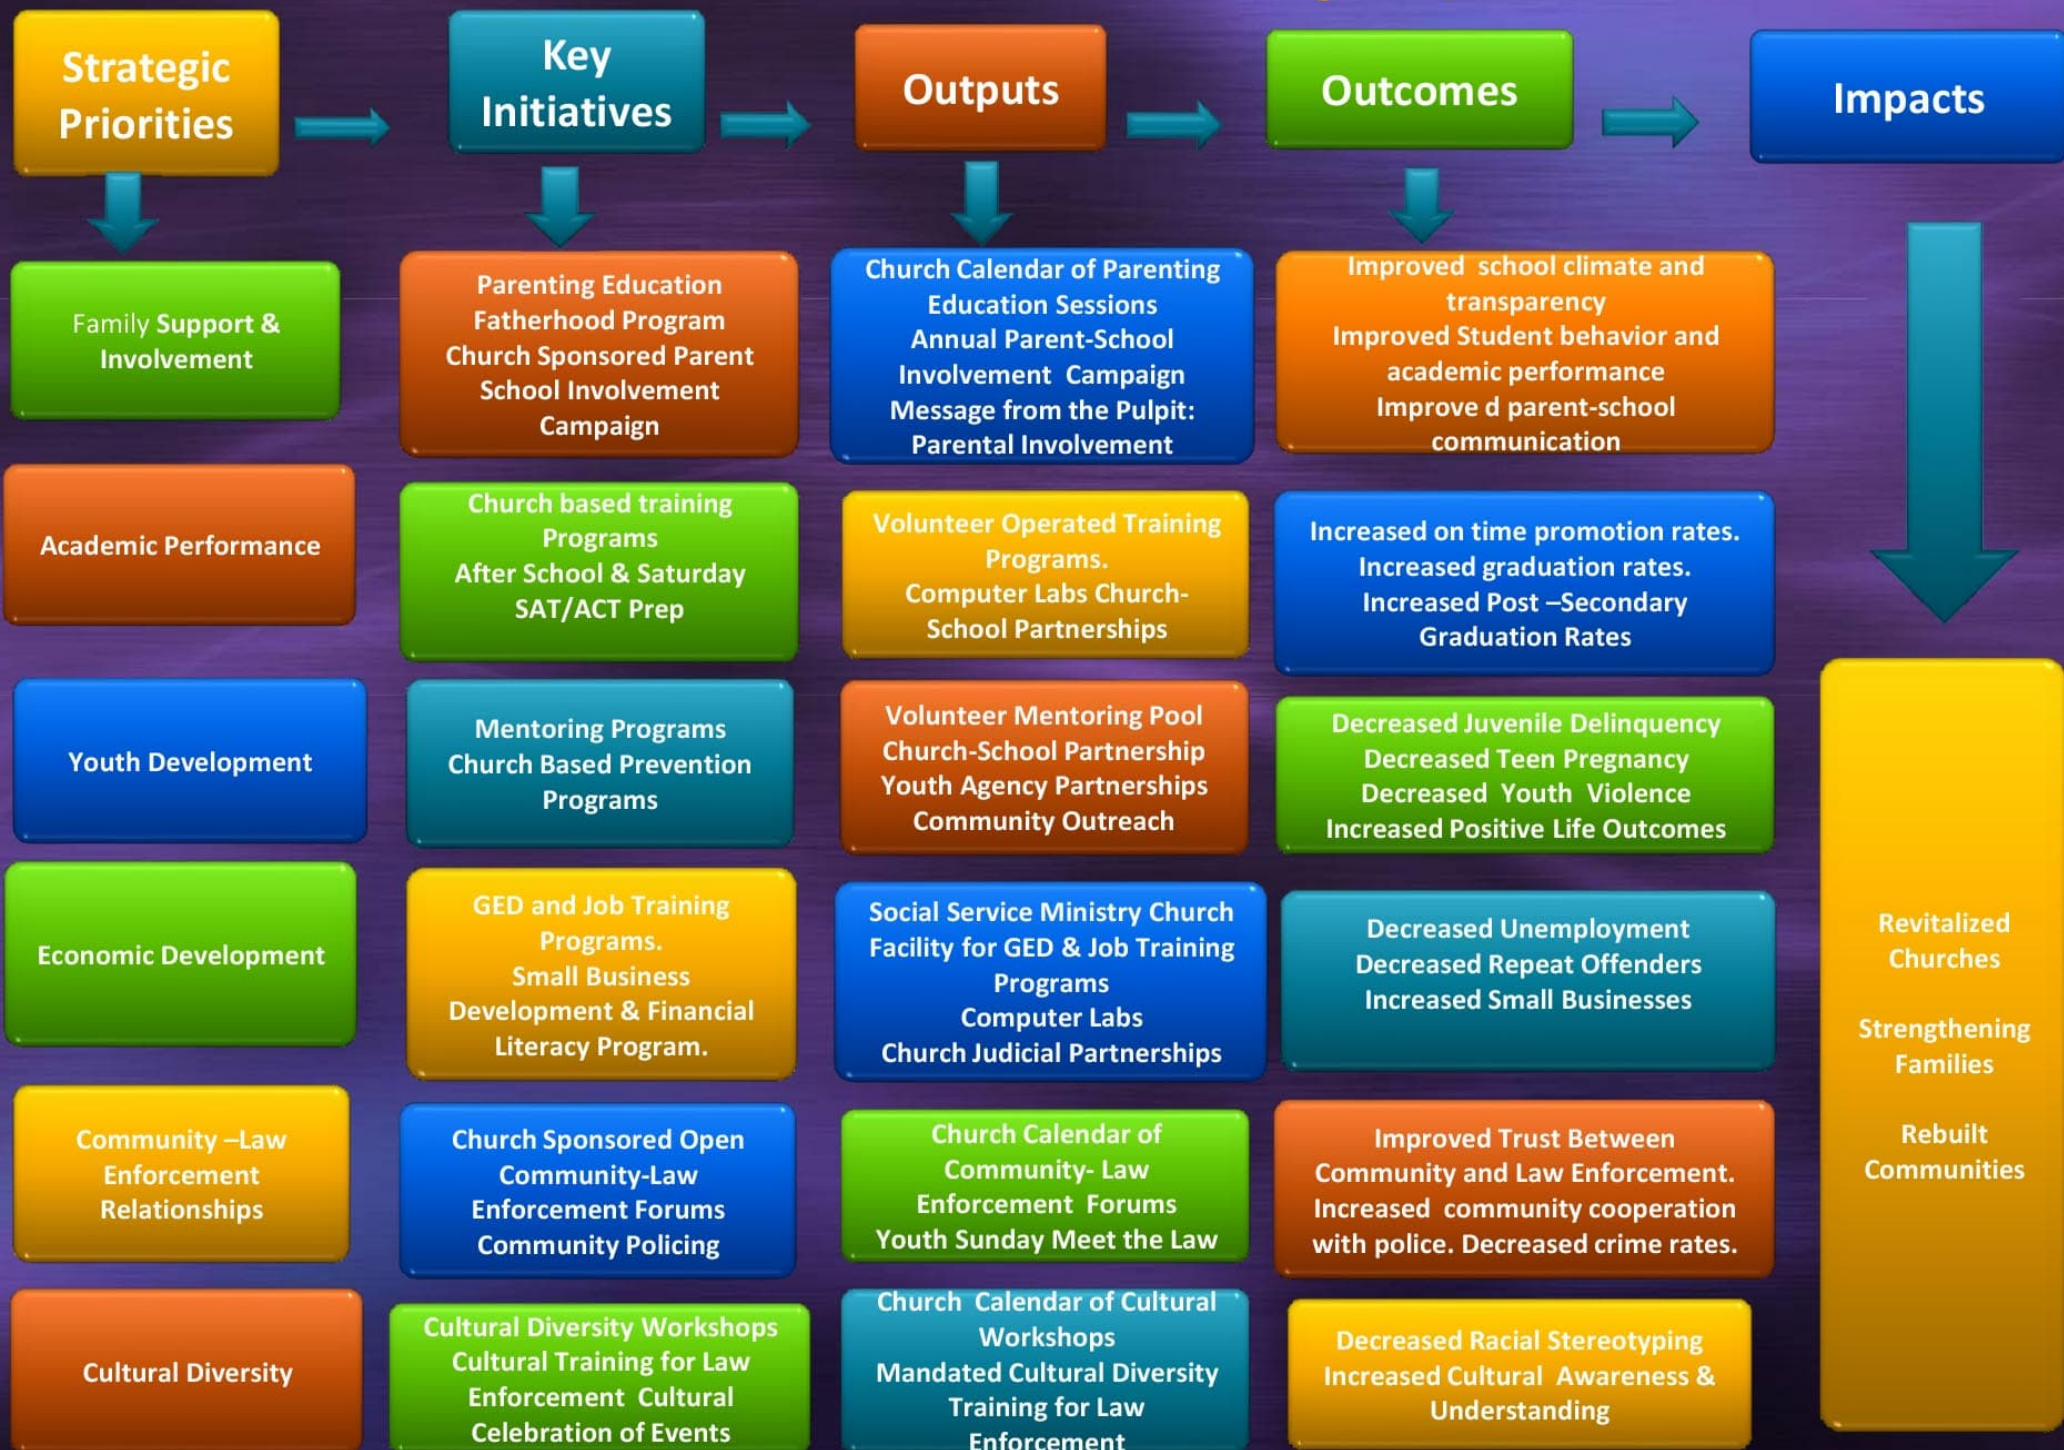 Strategic
Priorities
Key
Initiatives
Outputs
Outcomes
Impacts
Family Support &
Involvement
Parenting Education
Fatherhood Program
Church Sponsored Parent
School Involvement
Campaign
Church Calendar of Parenting
Education Sessions
Annual Parent-School
Involvement Campaign
Message from the Pulpit:
Parental Involvement
Improved school climate and
transparency
Improved Student behavior and
academic performance
Improve d parent-school
communication
Academic Performance
Church based training
Programs
After School & Saturday
SAT/ACT Prep
Volunteer Operated Training
Programs.
Computer Labs Church-
School Partnerships
Increased on time promotion rates.
Increased graduation rates.
Increased Post –Secondary
Graduation Rates
Youth Development
Mentoring Programs
Church Based Prevention
Programs
Volunteer Mentoring Pool
Church-School Partnership
Youth Agency Partnerships
Community Outreach
Decreased Juvenile Delinquency
Decreased Teen Pregnancy
Decreased Youth Violence
Increased Positive Life Outcomes
Economic Development
GED and Job Training
Programs.
Small Business
Development & Financial
Literacy Program.
Social Service Ministry Church
Facility for GED & Job Training
Programs
Computer Labs
Church Judicial Partnerships
Decreased Unemployment
Decreased Repeat Offenders
Increased Small Businesses
Community –Law
Enforcement
Relationships
Church Sponsored Open
Community-Law
Enforcement Forums
Community Policing
Church Calendar of
Community- Law
Enforcement Forums
Youth Sunday Meet the Law
Improved Trust Between
Community and Law Enforcement.
Increased community cooperation
with police. Decreased crime rates.
Cultural Diversity
Cultural Diversity Workshops
Cultural Training for Law
Enforcement Cultural
Celebration of Events
Church Calendar of Cultural
Workshops
Mandated Cultural Diversity
Training for Law
Enforcement
Decreased Racial Stereotyping
Increased Cultural Awareness &
Understanding
Revitalized
Churches
Strengthening
Families
Rebuilt
Communities